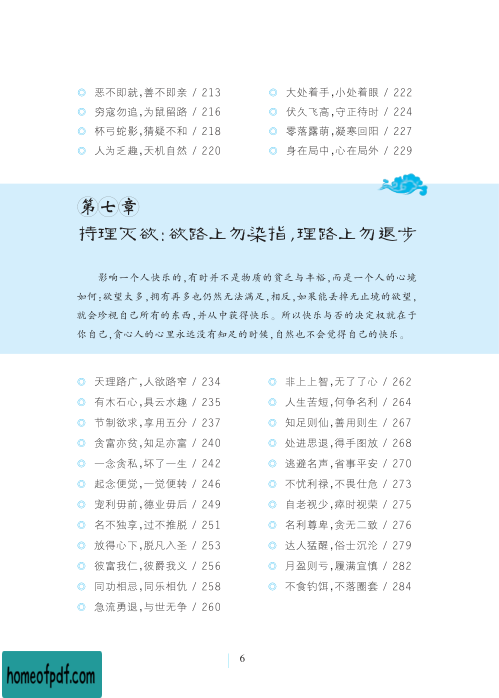 ◎ 恶不即就,善不即亲 / 213
◎ 穷寇勿追,为鼠留路 / 216
◎ 杯弓蛇影,猜疑不和 / 218
◎ 人为乏趣,天机自然 / 220
◎ 大处着手,小处着眼 / 222
◎ 伏久飞高,守正待时 / 224
◎ 零落露萌,凝寒回阳 / 227
◎ 身在局中,心在局外 / 229
第七章
持理灭欲:欲路上勿染指,理路上勿退步
影响一个人快乐的,有时并不是物质的贫乏与丰裕,而是一个人的心境
如何:欲望太多,拥有再多也仍然无法满足,相反,如果能丢掉无止境的欲望,
就会珍视自己所有的东西,并从中获得快乐。所以快乐与否的决定权就在于
你自己,贪心人的心里永远没有知足的时候,自然也不会觉得自己的快乐。
◎ 天理路广,人欲路窄 / 234
◎ 有木石心,具云水趣 / 235
◎ 节制欲求,享用五分 / 237
◎ 贪富亦贫,知足亦富 / 240
◎ 一念贪私,坏了一生 / 242
◎ 起念便觉,一觉便转 / 246
◎ 宠利毋前,德业毋后 / 249
◎ 名不独享,过不推脱 / 251
◎ 放得心下,脱凡入圣 / 253
◎ 彼富我仁,彼爵我义 / 256
◎ 同功相忌,同乐相仇 / 258
◎ 急流勇退,与世无争 / 260
◎ 非上上智,无了了心 / 262
◎ 人生苦短,何争名利 / 264
◎ 知足则仙,善用则生 / 267
◎ 处进思退,得手图放 / 268
◎ 逃避名声,省事平安 / 270
◎ 不忧利禄,不畏仕危 / 273
◎ 自老视少,瘁时视荣 / 275
◎ 名利尊卑,贪无二致 / 276
◎ 达人猛醒,俗士沉沦 / 279
◎ 月盈则亏,履满宜慎 / 282
◎ 不食钓饵,不落圈套 / 284
6
homeofpdf.com